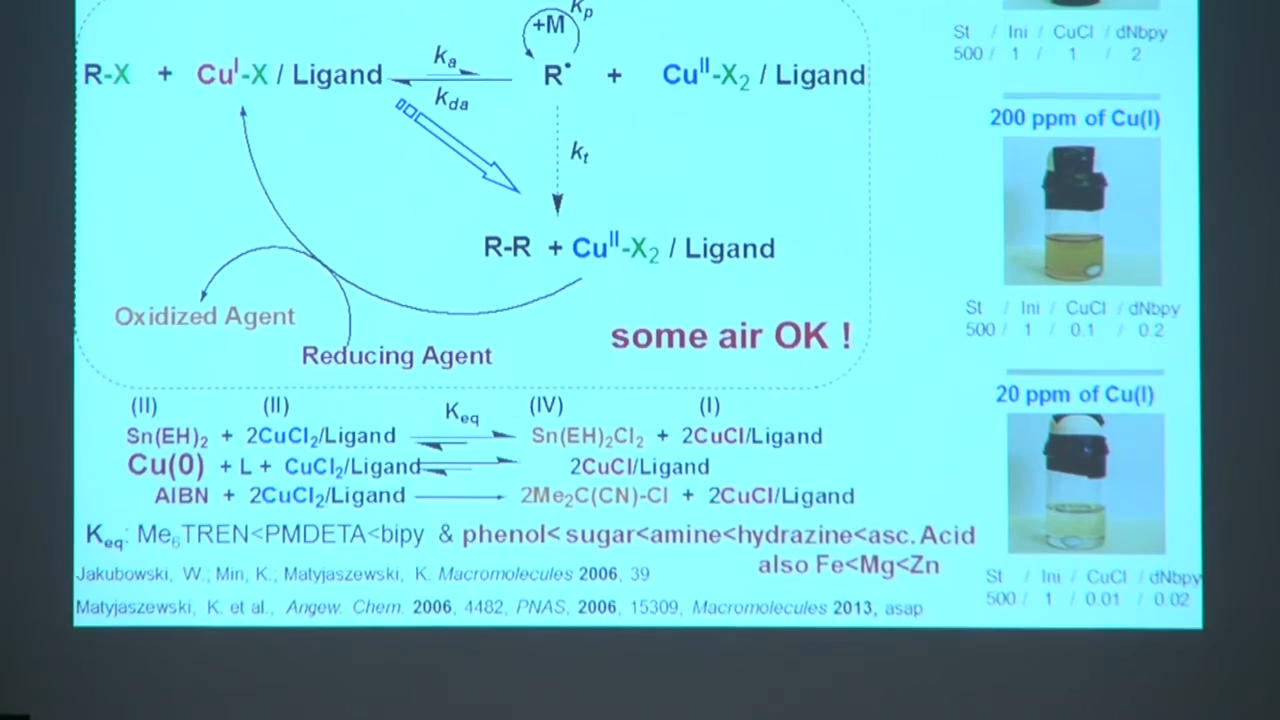 kp
+M
R-X + CuI-X / Ligand ka R• + CuII-X2 / Ligand
kda
kt
R-R + CuII-X2 / Ligand
Oxidized Agent
Reducing Agent
some air OK !
(II) (II) Keq (IV) (I)
Sn(EH)2 + 2CuCl2/Ligand Sn(EH)2Cl2 + 2CuCl/Ligand
Cu(0) + L + CuCl2/Ligand 2CuCl/Ligand
AIBN + 2CuCl2/Ligand 2Me2C(CN)-Cl + 2CuCl/Ligand
Keq: Me6TREN<PMDETA<bipy & phenol< sugar<amine<hydrazine<asc. Acid
also Fe<Mg<Zn
Jakubowski, W.; Min, K.; Matyjaszewski, K. Macromolecules 2006, 39
Matyjaszewski, K. et al., Angew. Chem. 2006, 4482, PNAS, 2006, 15309, Macromolecules 2013, asap
St / Ini / CuCl / dNbpy
500 / 1 / 1 / 2
200 ppm of Cu(I)
St / Ini / CuCl / dNbpy
500 / 1 / 0.1 / 0.2
20 ppm of Cu(I)
St / Ini / CuCl / dNbpy
500 / 1 / 0.01 / 0.02